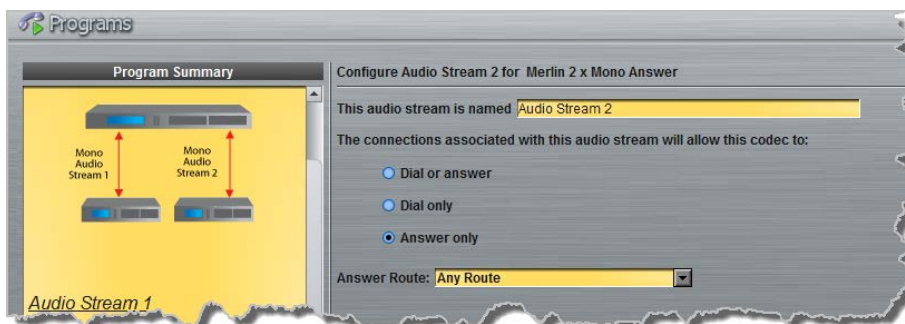 Programs
Program Summary
Mono
Audio
Stream 1
Mono
Audio
Stream 2
Audio Stream 1
Configure Audio Stream 2 for Merlin 2 x Mono Answer
This audio stream is named Audio Stream 2
The connections associated with this audio stream will allow this codec to:
Dial or answer
Dial only
Answer only
Answer Route: Any Route